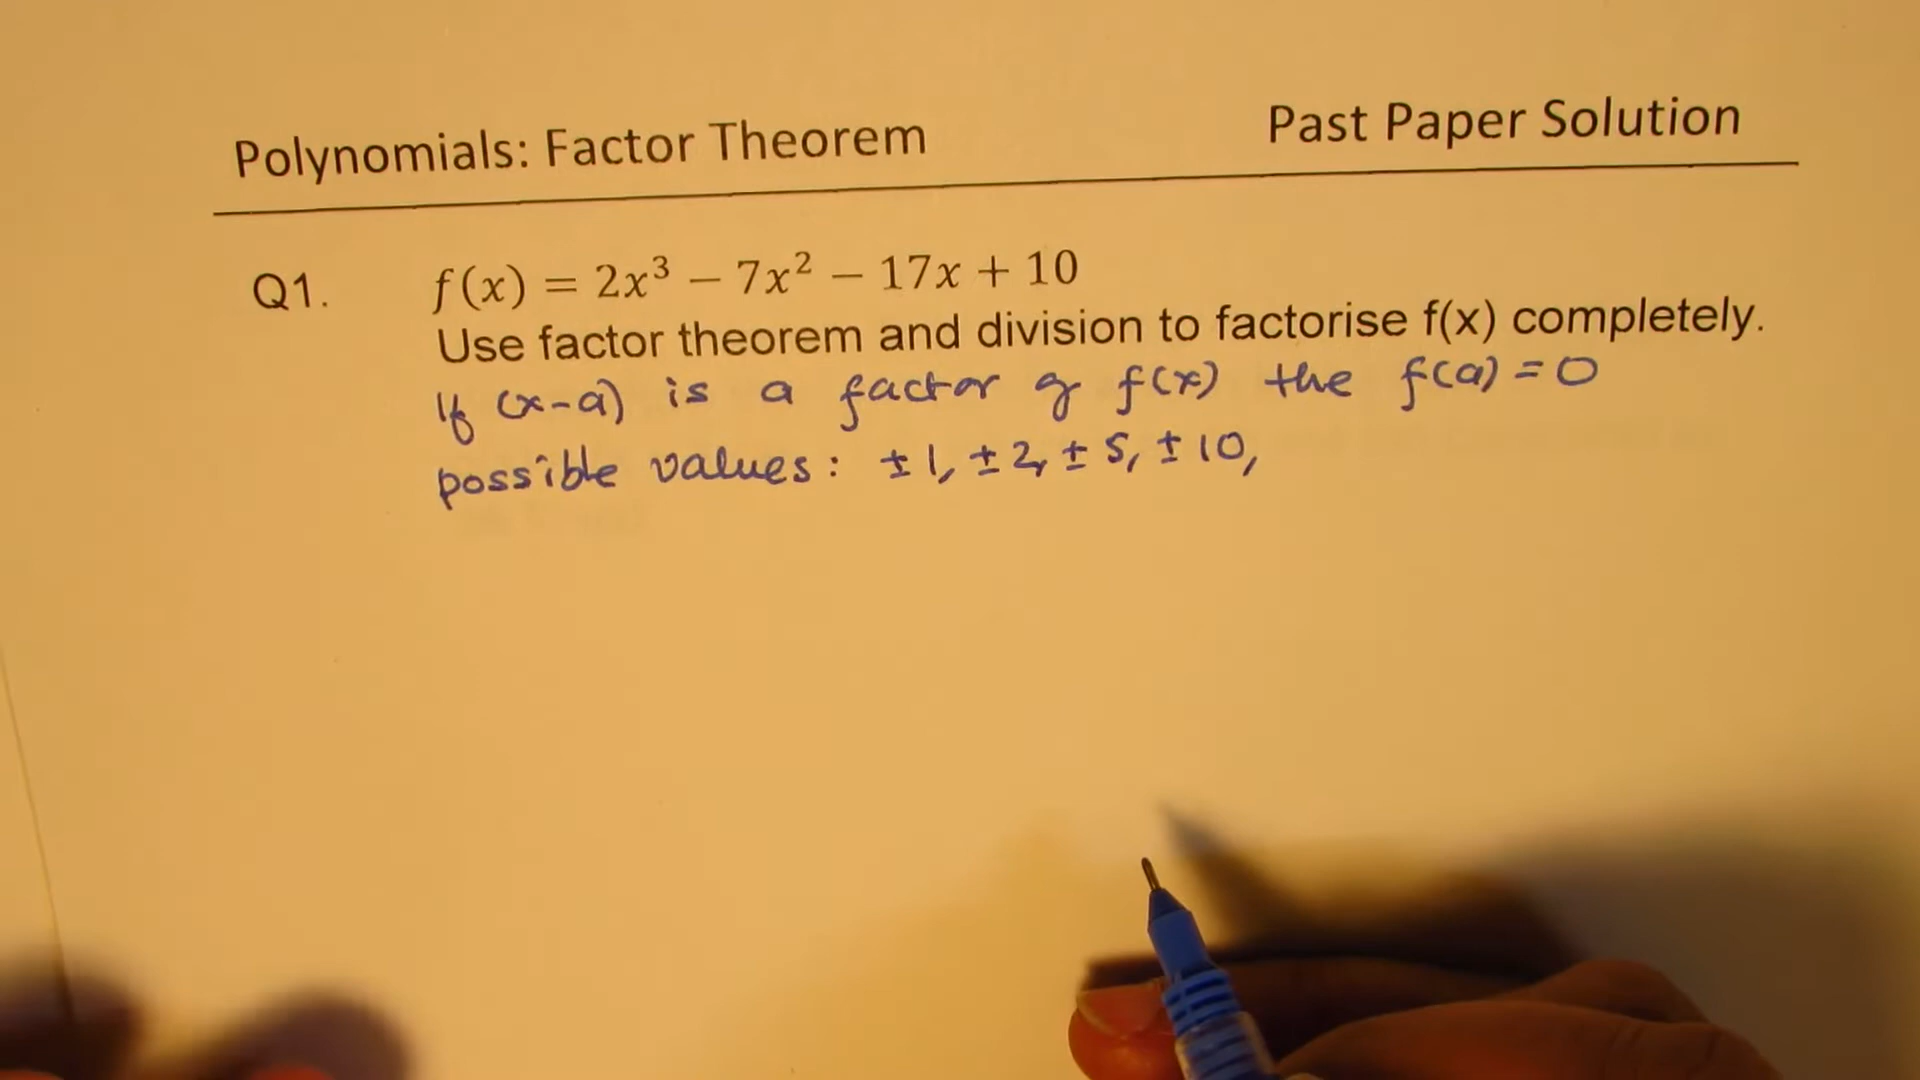 Polynomials: Factor Theorem Past Paper Solution
Q1. f(x) = 2x³ − 7x² − 17x + 10
Use factor theorem and division to factorise f(x) completely.
If (x-a) is a factor of f(x) the f(a) = 0
possible values: ±1, ±2, ±5, ±10,